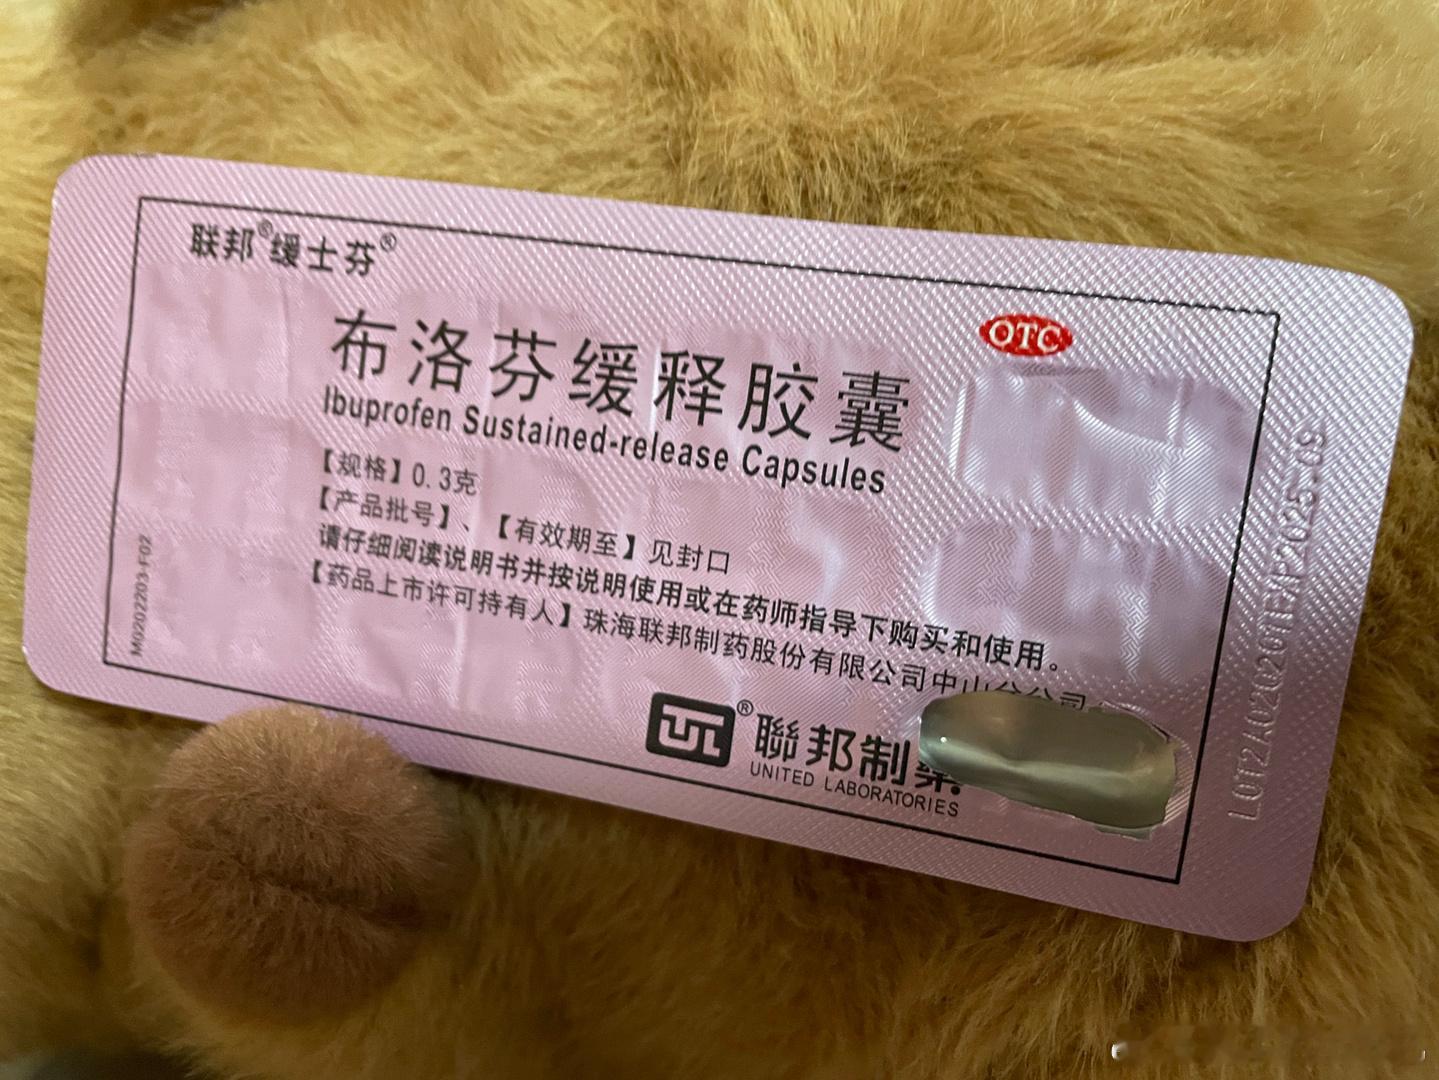 联邦®缓士芬®
OTC
布洛芬缓释胶囊
Ibuprofen Sustained-release Capsules
【规格】0.3克
【产品批号】、【有效期至】见封口
请仔细阅读说明书并按说明使用或在药师指导下购买和使用。
【药品上市许可持有人】珠海联邦制药股份有限公司中山分公司
®聯邦制藥
UNITED LABORATORIES
M02022203-F02